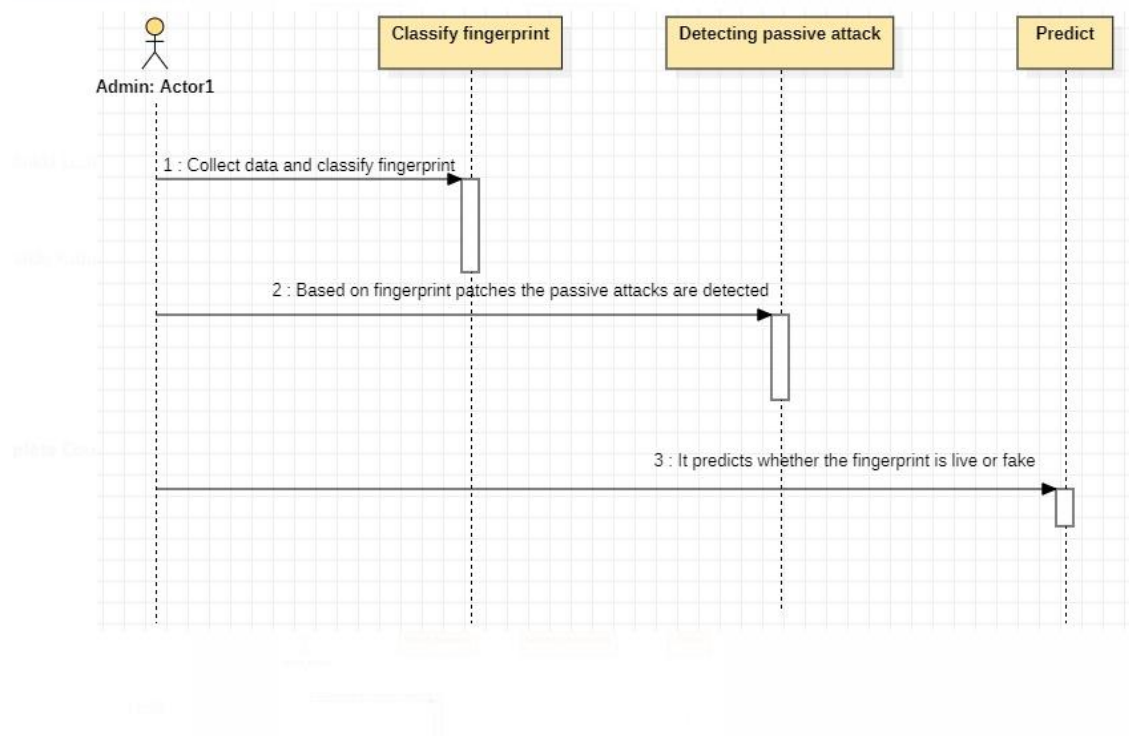 Classify fingerprint
Detecting passive attack
Predict
Admin: Actor1
1 : Collect data and classify fingerprint
2 : Based on fingerprint patches the passive attacks are detected
3 : It predicts whether the fingerprint is live or fake